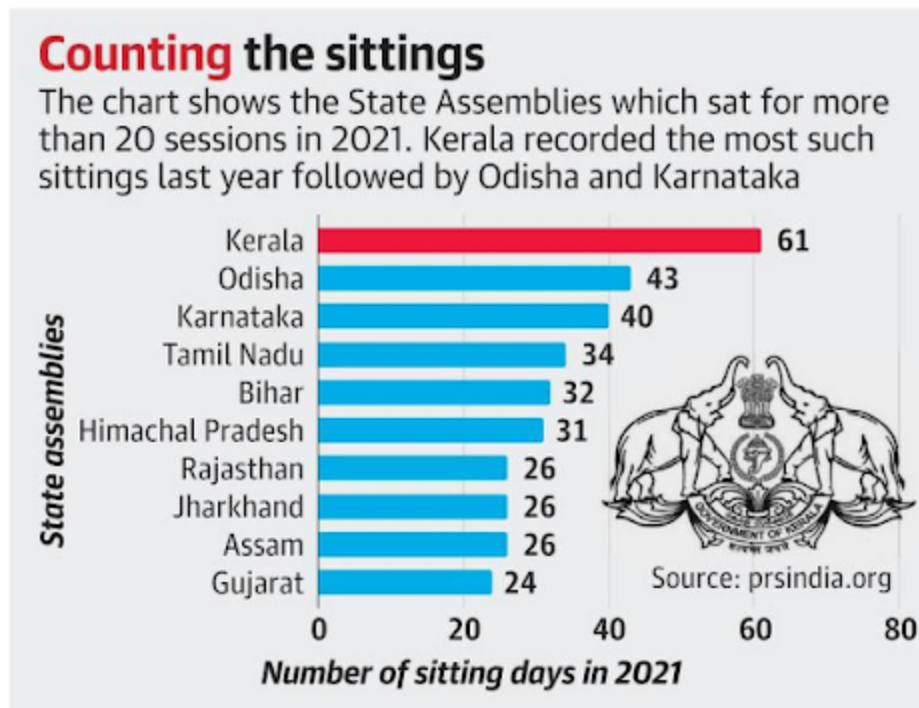 Counting the sittings
The chart shows the State Assemblies which sat for more
than 20 sessions in 2021. Kerala recorded the most such
sittings last year followed by Odisha and Karnataka
State assemblies
Kerala 61
Odisha 43
Karnataka 40
Tamil Nadu 34
Bihar 32
Himachal Pradesh 31
Rajasthan 26
Jharkhand 26
Assam 26
Gujarat 24
GOVERNMENT OF KERALA
Source: prsindia.org
0 20 40 60 80
Number of sitting days in 2021